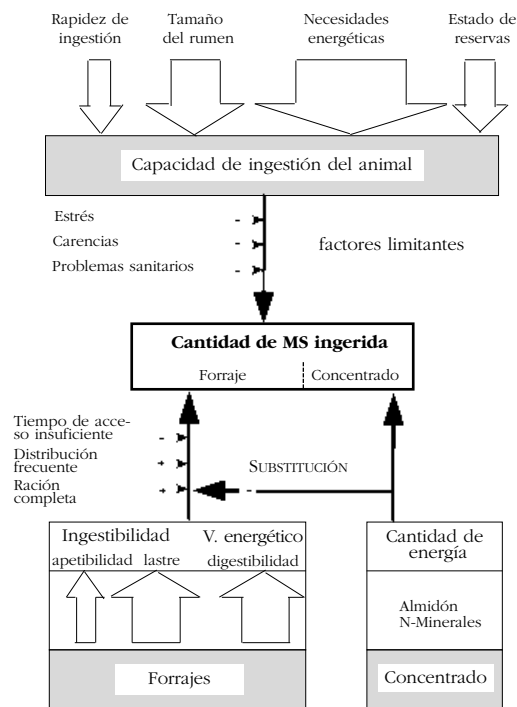 Rapidez de ingestión
Tamaño del rumen
Necesidades energéticas
Estado de reservas
Capacidad de ingestión del animal
Estrés -
Carencias -
Problemas sanitarios -
factores limitantes
Cantidad de MS ingerida
Forraje Concentrado
Tiempo de acce-
so insuficiente -
Distribución
frecuente +
Ración
completa +
- SUBSTITUCIÓN
Ingestibilidad V. energético
apetibilidad lastre digestibilidad
Cantidad de
energía
Almidón
N-Minerales
Forrajes
Concentrado